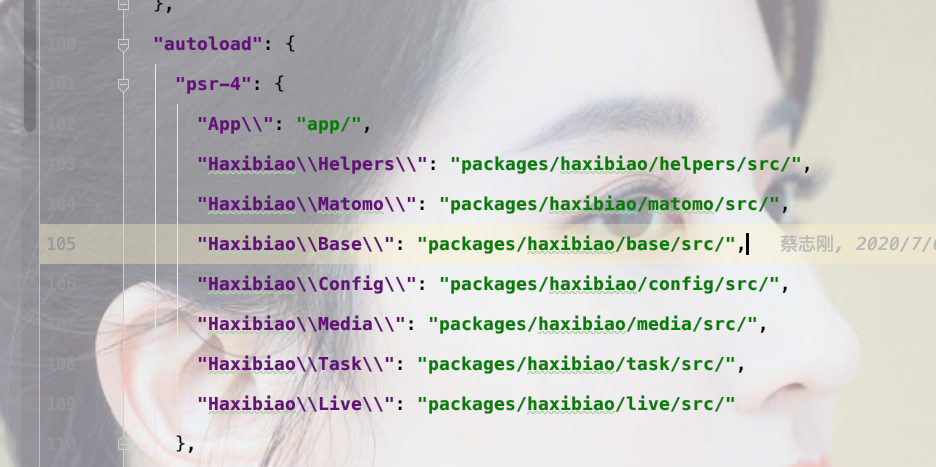 99 },
100 "autoload": {
101 "psr-4": {
102 "App\\": "app/",
103 "Haxibiao\\Helpers\\": "packages/haxibiao/helpers/src/",
104 "Haxibiao\\Matomo\\": "packages/haxibiao/matomo/src/",
105 "Haxibiao\\Base\\": "packages/haxibiao/base/src/", 蔡志刚, 2020/7/
106 "Haxibiao\\Config\\": "packages/haxibiao/config/src/",
"Haxibiao\\Media\\": "packages/haxibiao/media/src/",
108 "Haxibiao\\Task\\": "packages/haxibiao/task/src/",
109 "Haxibiao\\Live\\": "packages/haxibiao/live/src/"
110 },